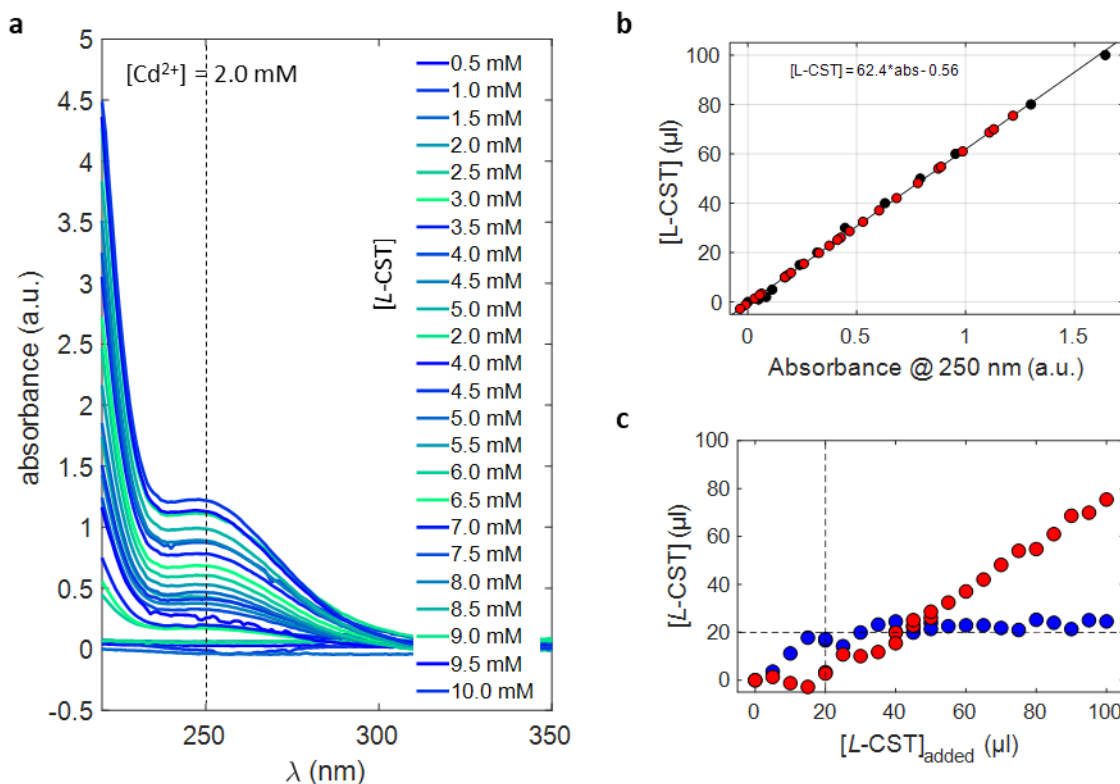 a
[Cd²⁺] = 2.0 mM
5
4.5
4
3.5
3
2.5
2
1.5
1
0.5
0
-0.5
absorbance (a.u.)
250
300
350
λ (nm)
[L-CST]
0.5 mM
1.0 mM
1.5 mM
2.0 mM
2.5 mM
3.0 mM
3.5 mM
4.0 mM
4.5 mM
5.0 mM
2.0 mM
4.0 mM
4.5 mM
5.0 mM
5.5 mM
6.0 mM
6.5 mM
7.0 mM
7.5 mM
8.0 mM
8.5 mM
9.0 mM
9.5 mM
10.0 mM
b
[L-CST] = 62.4*abs - 0.56
100
80
60
40
20
0
[L-CST] (µl)
0
0.5
1
1.5
Absorbance @ 250 nm (a.u.)
c
100
80
60
40
20
0
[L-CST] (µl)
0
20
40
60
80
100
[L-CST]added (µl)